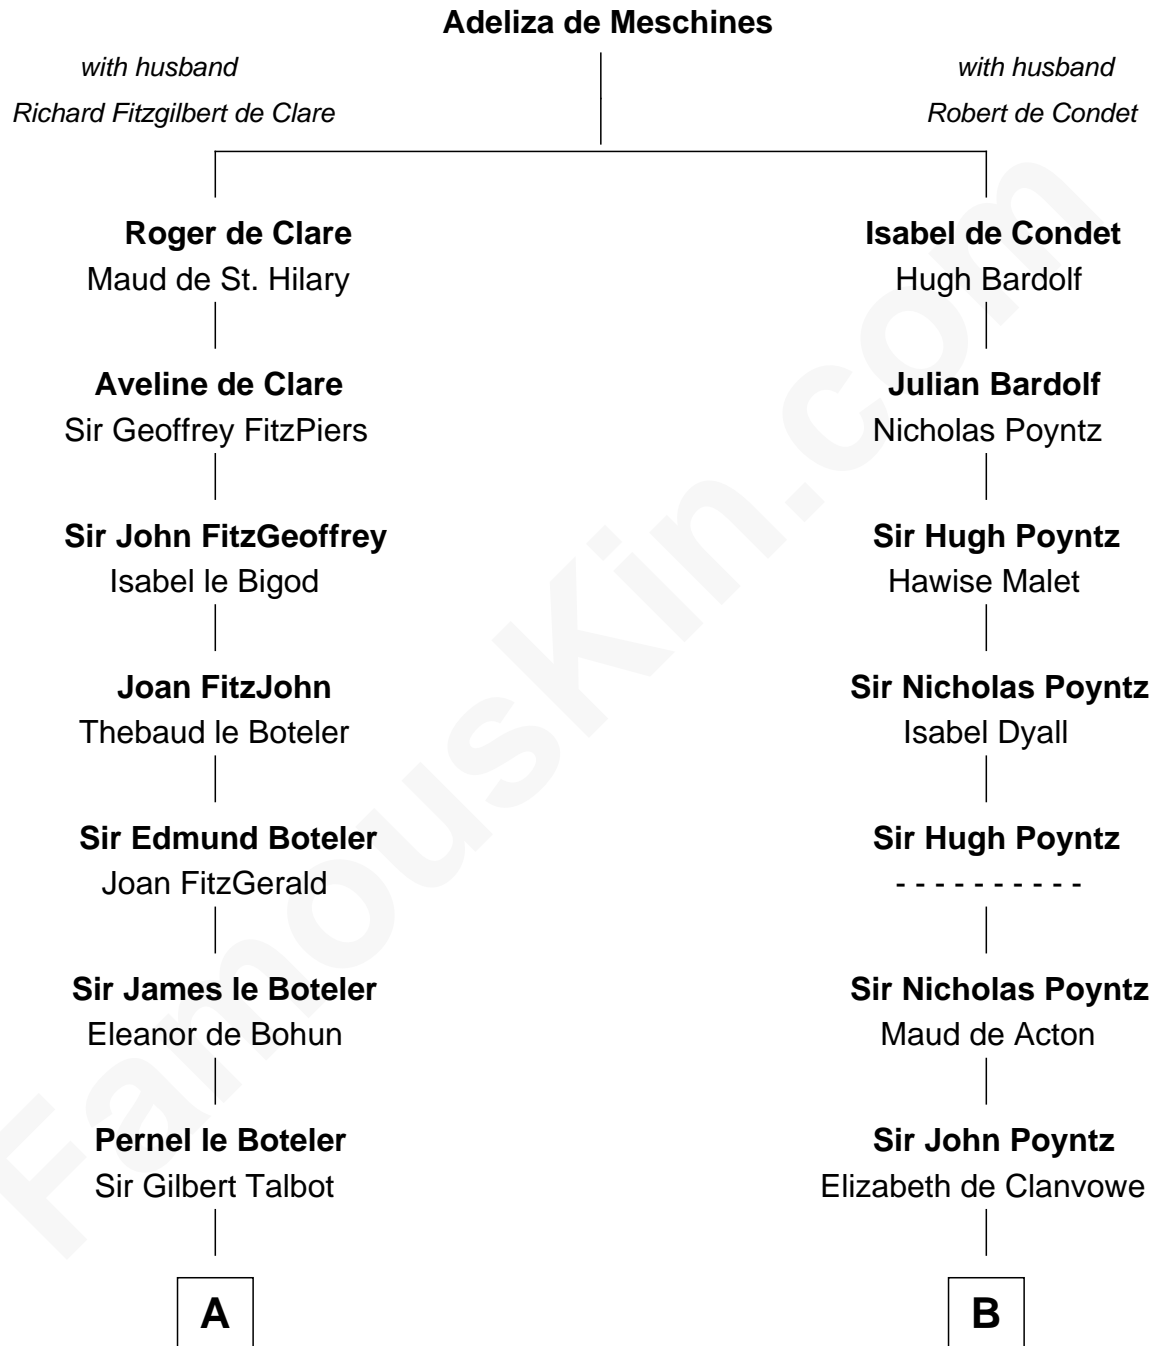 Adeliza de Meschines
with husband
Richard Fitzgilbert de Clare
with husband
Robert de Condet
Roger de Clare
Maud de St. Hilary
Isabel de Condet
Hugh Bardolf
Aveline de Clare
Sir Geoffrey FitzPiers
Julian Bardolf
Nicholas Poyntz
Sir John FitzGeoffrey
Isabel le Bigod
Sir Hugh Poyntz
Hawise Malet
Joan FitzJohn
Thebaud le Boteler
Sir Nicholas Poyntz
Isabel Dyall
Sir Edmund Boteler
Joan FitzGerald
Sir Hugh Poyntz
- - - - - - - - - -
Sir James le Boteler
Eleanor de Bohun
Sir Nicholas Poyntz
Maud de Acton
Pernel le Boteler
Sir Gilbert Talbot
Sir John Poyntz
Elizabeth de Clanvowe
A
B
FamousKin.com